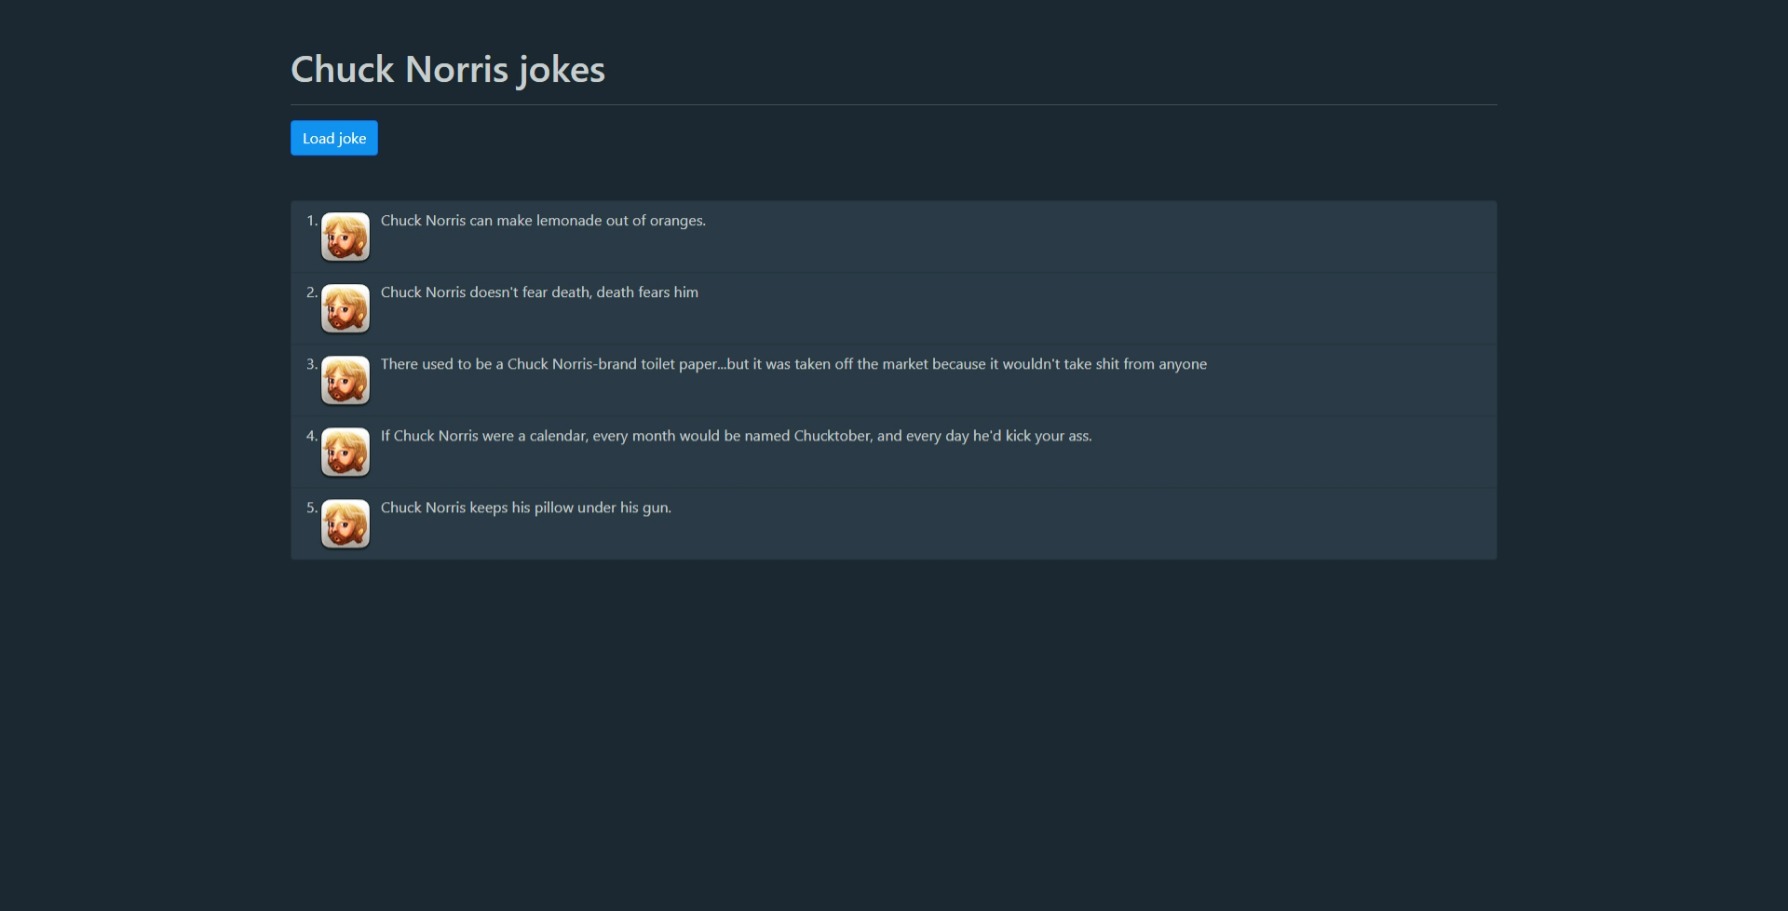 Chuck Norris jokes
Load joke
1. Chuck Norris can make lemonade out of oranges.
2. Chuck Norris doesn't fear death, death fears him
3. There used to be a Chuck Norris-brand toilet paper...but it was taken off the market because it wouldn't take shit from anyone
4. If Chuck Norris were a calendar, every month would be named Chucktober, and every day he'd kick your ass.
5. Chuck Norris keeps his pillow under his gun.